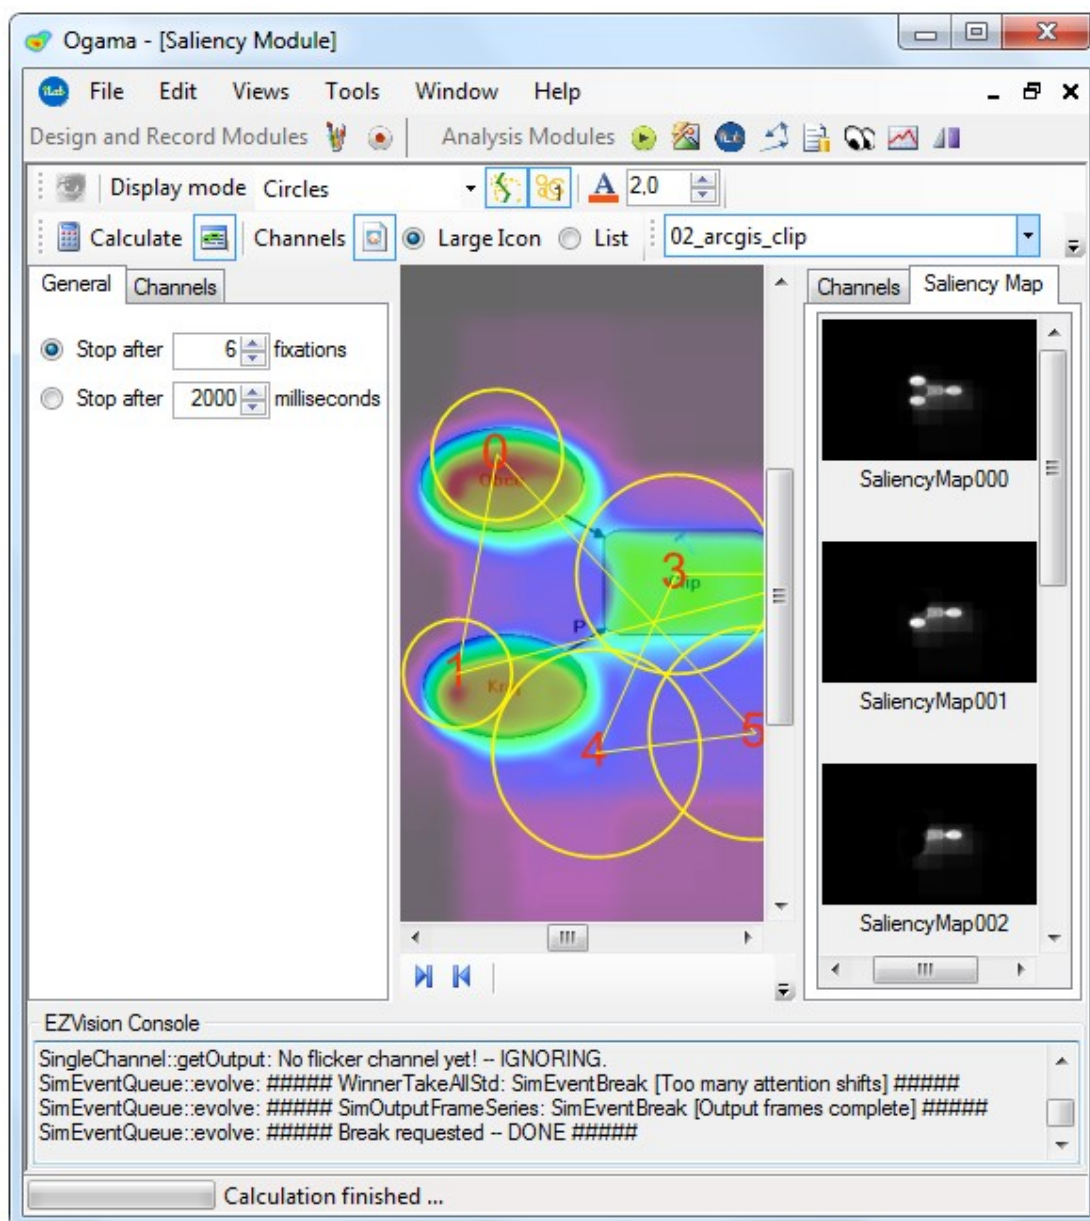 Ogama - [Saliency Module]
iLab File Edit Views Tools Window Help
Design and Record Modules Analysis Modules iLab
Display mode Circles A 2,0
Calculate Channels Large Icon List 02_arcgis_clip
General Channels
Stop after 6 fixations
Stop after 2000 milliseconds
0
3
Clip
P
1
4
5
Channels Saliency Map
SaliencyMap000
SaliencyMap001
SaliencyMap002
EZVision Console
SingleChannel::getOutput: No flicker channel yet! -- IGNORING.
SimEventQueue::evolve: ##### WinnerTakeAllStd: SimEventBreak [Too many attention shifts] #####
SimEventQueue::evolve: ##### SimOutputFrameSeries: SimEventBreak [Output frames complete] #####
SimEventQueue::evolve: ##### Break requested -- DONE #####
Calculation finished ...